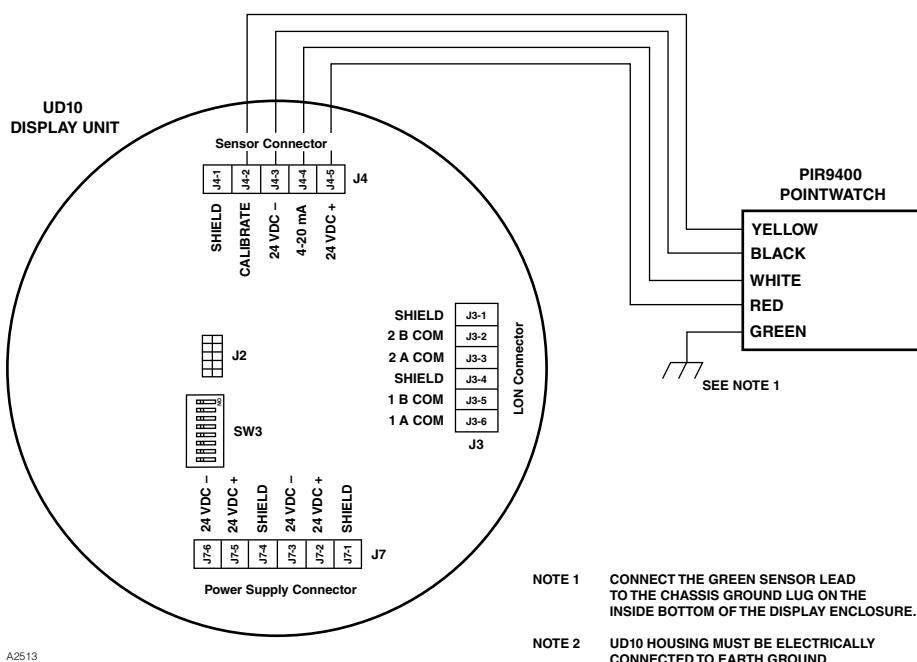 UD10
DISPLAY UNIT
Sensor Connector
J4-1
J4-2
J4-3
J4-4
J4-5
J4
SHIELD
CALIBRATE
24 VDC –
4-20 mA
24 VDC +
PIR9400
POINTWATCH
YELLOW
BLACK
WHITE
RED
GREEN
SEE NOTE 1
SHIELD J3-1
2 B COM J3-2
2 A COM J3-3
SHIELD J3-4
1 B COM J3-5
1 A COM J3-6
LON Connector
J3
J2
ON
SW3
24 VDC –
24 VDC +
SHIELD
24 VDC –
24 VDC +
SHIELD
J7-6
J7-5
J7-4
J7-3
J7-2
J7-1
J7
Power Supply Connector
NOTE 1 CONNECT THE GREEN SENSOR LEAD
TO THE CHASSIS GROUND LUG ON THE
INSIDE BOTTOM OF THE DISPLAY ENCLOSURE.
NOTE 2 UD10 HOUSING MUST BE ELECTRICALLY
CONNECTED TO EARTH GROUND
A2513